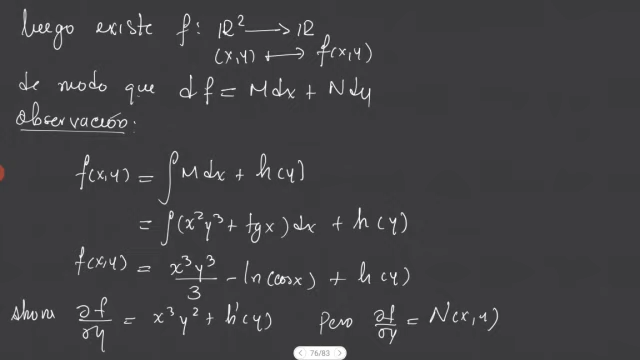 luego existe f: ℝ² ⟶ ℝ
(x,y) ⟼ f(x,y)
de modo que df = Mdx + Ndy
Observación:
f(x,y) = ∫ Mdx + h(y)
= ∫(x²y³ + tgx)dx + h(y)
f(x,y) = x³y³/3 - ln(cosx) + h(y)
Ahora ∂f/∂y = x³y² + h'(y) Pero ∂f/∂y = N(x,y)
76/83